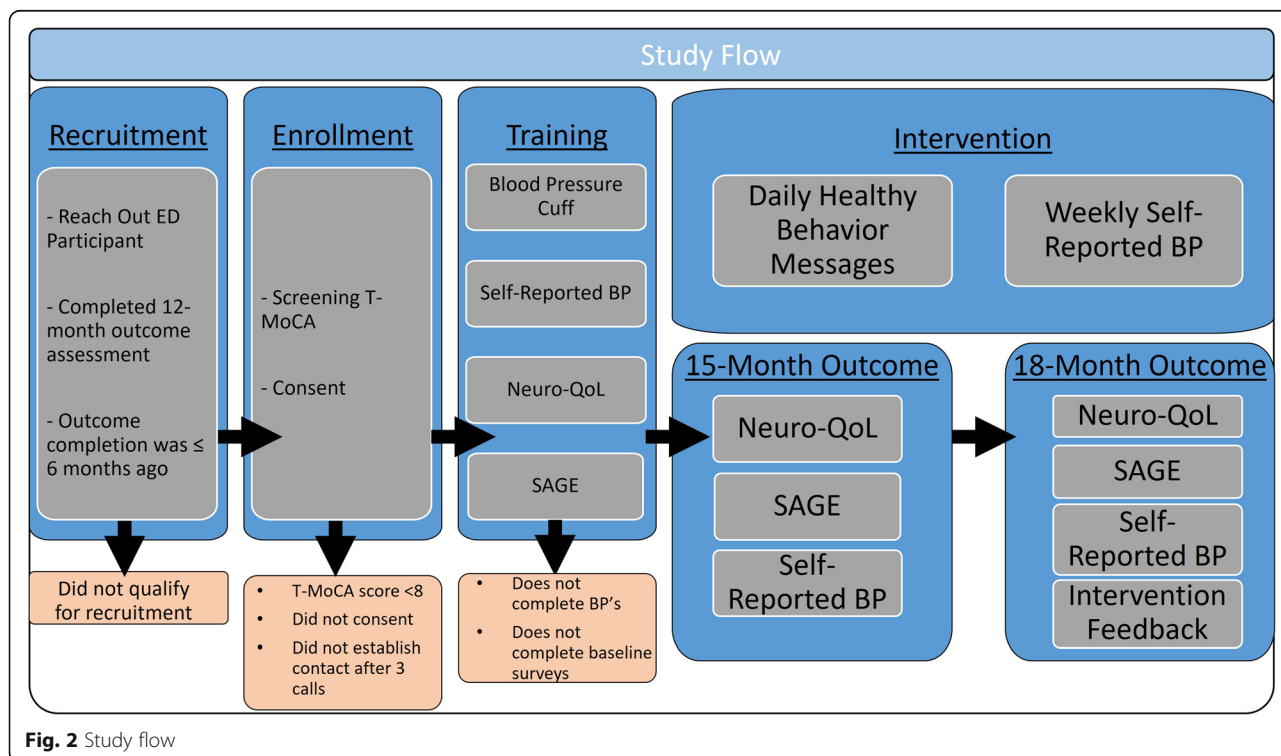 Study Flow
Recruitment
- Reach Out ED
Participant
- Completed 12-
month outcome
assessment
- Outcome
completion was ≤
6 months ago
Did not qualify
for recruitment
Enrollment
- Screening T-
MoCA
- Consent
• T-MoCA score <8
• Did not consent
• Did not establish
contact after 3
calls
Training
Blood Pressure
Cuff
Self-Reported BP
Neuro-QoL
SAGE
• Does not
complete BP's
• Does not
complete baseline
surveys
Intervention
Daily Healthy
Behavior
Messages
Weekly Self-
Reported BP
15-Month Outcome
Neuro-QoL
SAGE
Self-
Reported BP
18-Month Outcome
Neuro-QoL
SAGE
Self-
Reported BP
Intervention
Feedback
Fig. 2 Study flow